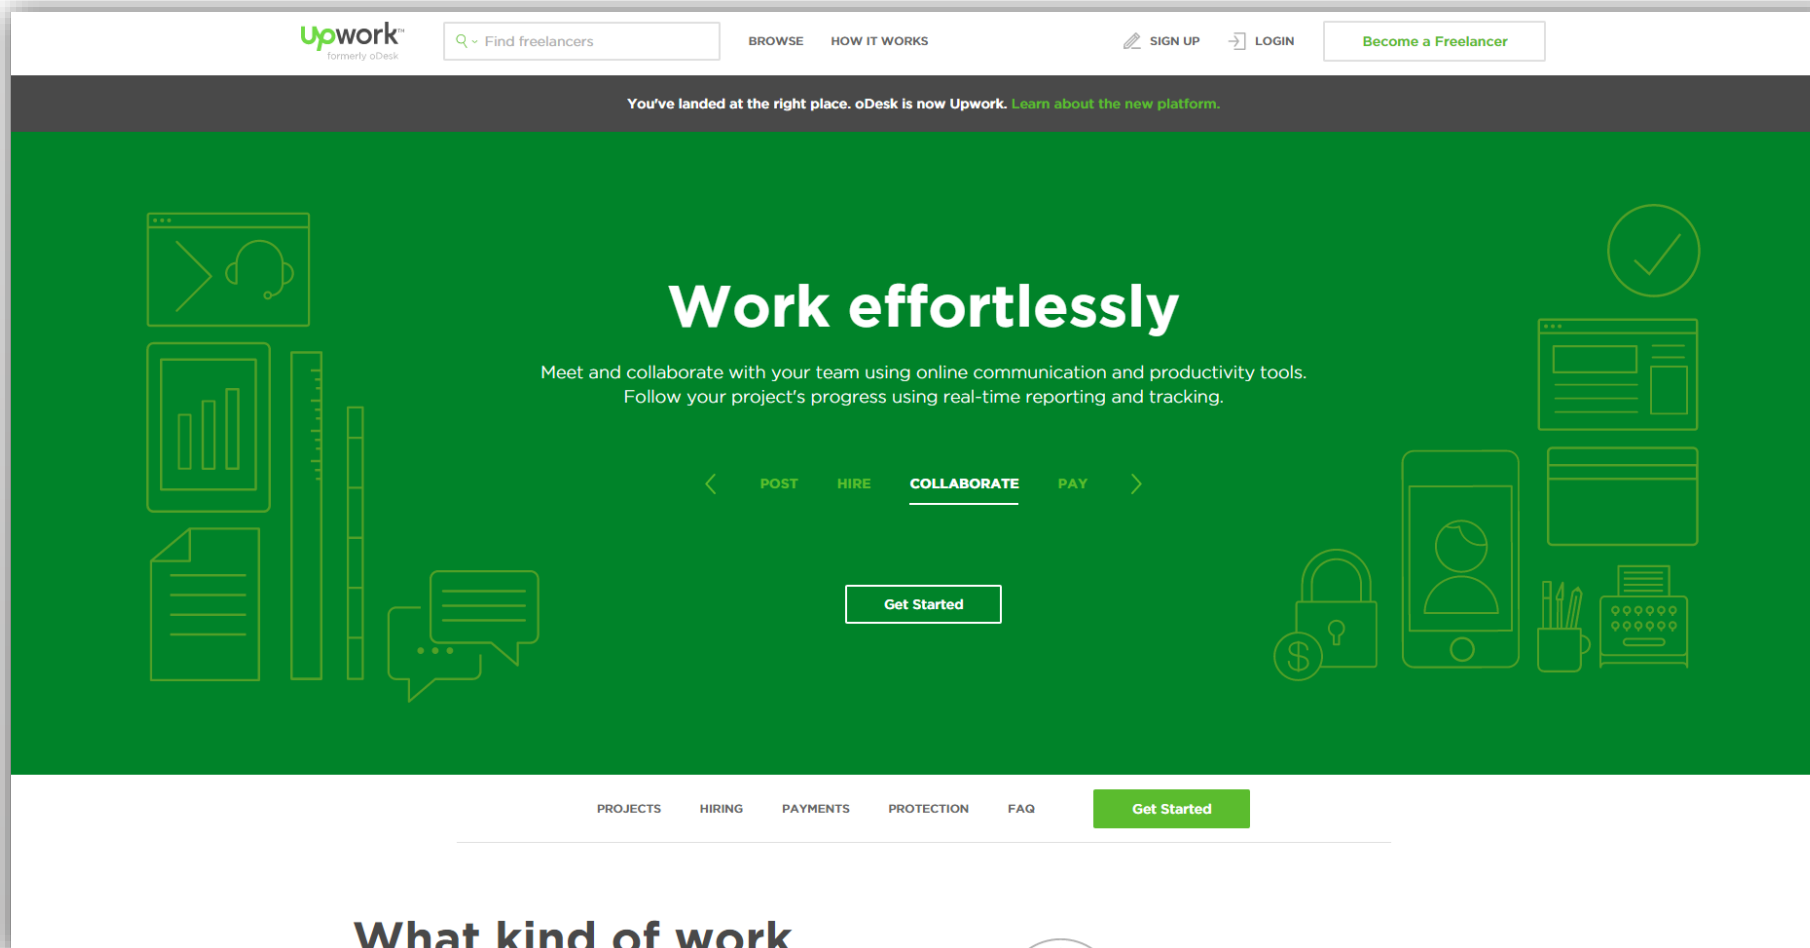 Upwork™
formerly oDesk
Find freelancers
BROWSE
HOW IT WORKS
SIGN UP
LOGIN
Become a Freelancer
You've landed at the right place. oDesk is now Upwork. Learn about the new platform.
Work effortlessly
Meet and collaborate with your team using online communication and productivity tools.
Follow your project's progress using real-time reporting and tracking.
POST
HIRE
COLLABORATE
PAY
Get Started
$
PROJECTS
HIRING
PAYMENTS
PROTECTION
FAQ
Get Started
What kind of work